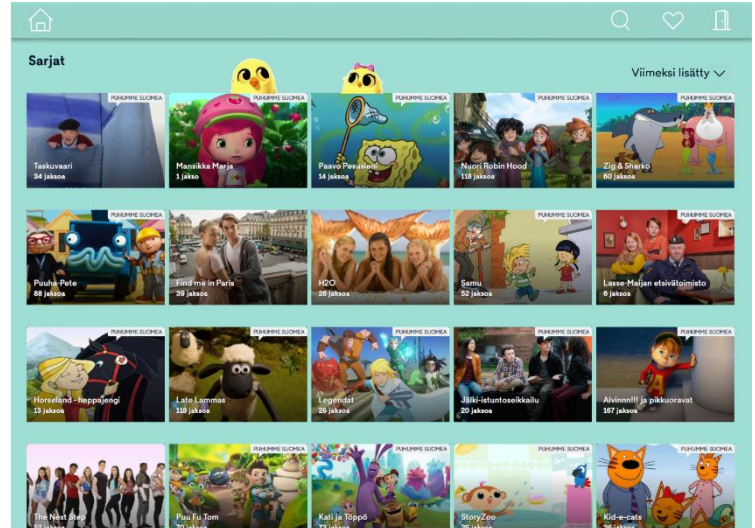 Sarjat
Viimeksi lisätty
PUHUMME SUOMEA
PUHUMME SUOMEA
PUHUMME SUOMEA
PUHUMME SUOMEA
PUHUMME SUOMEA
Taskuvaari
34 jaksoa
Mansikka Marja
1 jakso
Paavo Pesusieni
14 jaksoa
Nuori Robin Hood
118 jaksoa
Zig & Sharko
60 jaksoa
PUHUMME SUOMEA
PUHUMME SUOMEA
PUHUMME SUOMEA
Puuha-Pete
88 jaksoa
Find me in Paris
39 jaksoa
H2O
26 jaksoa
Samu
52 jaksoa
Lasse-Maijan etsivätoimisto
6 jaksoa
PUHUMME SUOMEA
PUHUMME SUOMEA
PUHUMME SUOMEA
PUHUMME SUOMEA
Horseland - heppajengi
13 jaksoa
Late Lammas
118 jaksoa
Legendat
26 jaksoa
Jälki-istuntoseikkailu
20 jaksoa
Alvinnn!!! ja pikkuoravat
167 jaksoa
PUHUMME SUOMEA
PUHUMME SUOMEA
PUHUMME SUOMEA
PUHUMME SUOMEA
The Next Step
Puu Fu Tom
Kati ja Töppö
StoryZoo
Kid-e-cats